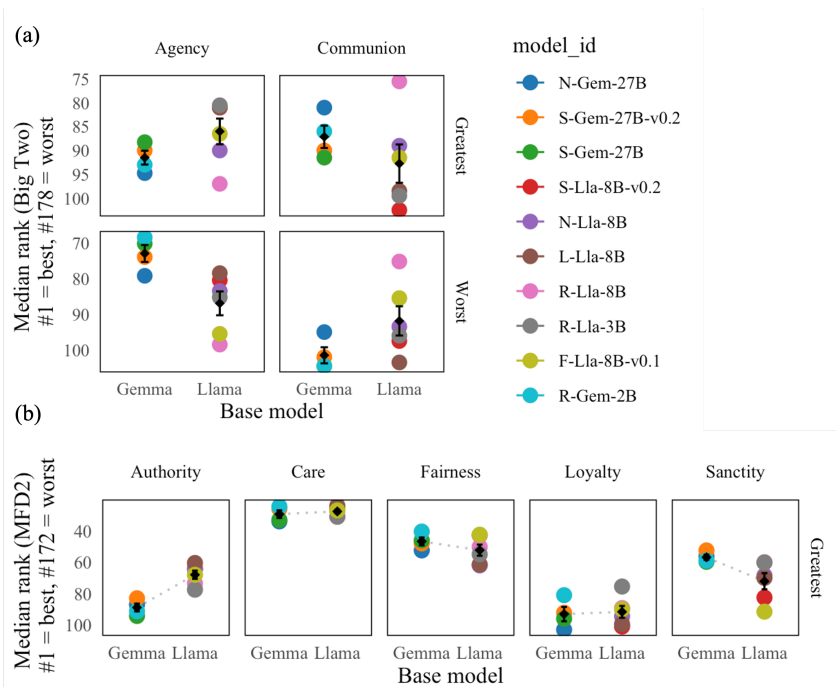 (a)
Agency
Communion
Median rank (Big Two)
#1 = best, #178 = worst
75
80
85
90
95
100
Greatest
70
80
90
100
Worst
Gemma
Llama
Gemma
Llama
Base model
model_id
N-Gem-27B
S-Gem-27B-v0.2
S-Gem-27B
S-Lla-8B-v0.2
N-Lla-8B
L-Lla-8B
R-Lla-8B
R-Lla-3B
F-Lla-8B-v0.1
R-Gem-2B
(b)
Authority
Care
Fairness
Loyalty
Sanctity
Median rank (MFD2)
#1 = best, #172 = worst
40
60
80
100
Greatest
Gemma Llama
Gemma Llama
Gemma Llama
Gemma Llama
Gemma Llama
Base model